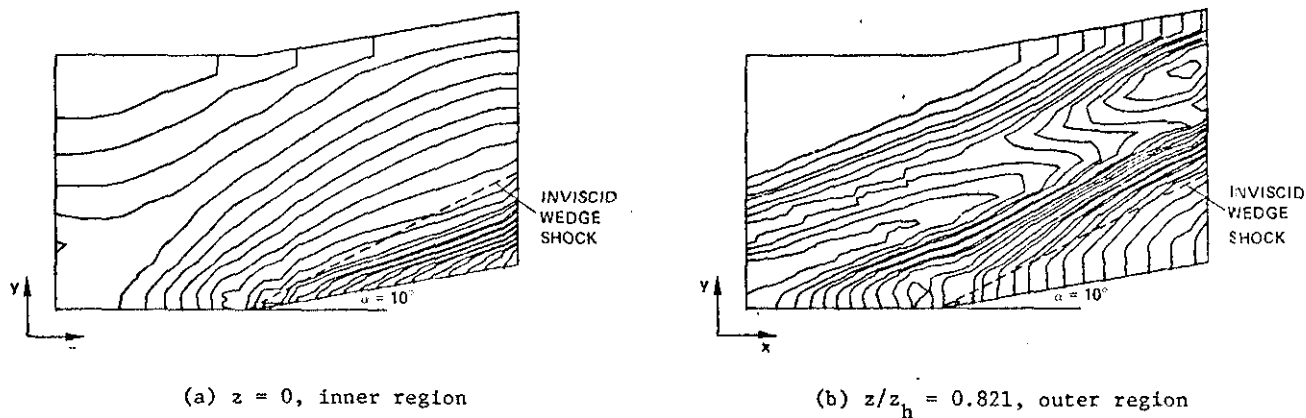 INVISCID
WEDGE
SHOCK
y
α = 10°
(a) z = 0, inner region
INVISCID
WEDGE
SHOCK
y
α = 10°
x
(b) z/z_h = 0.821, outer region